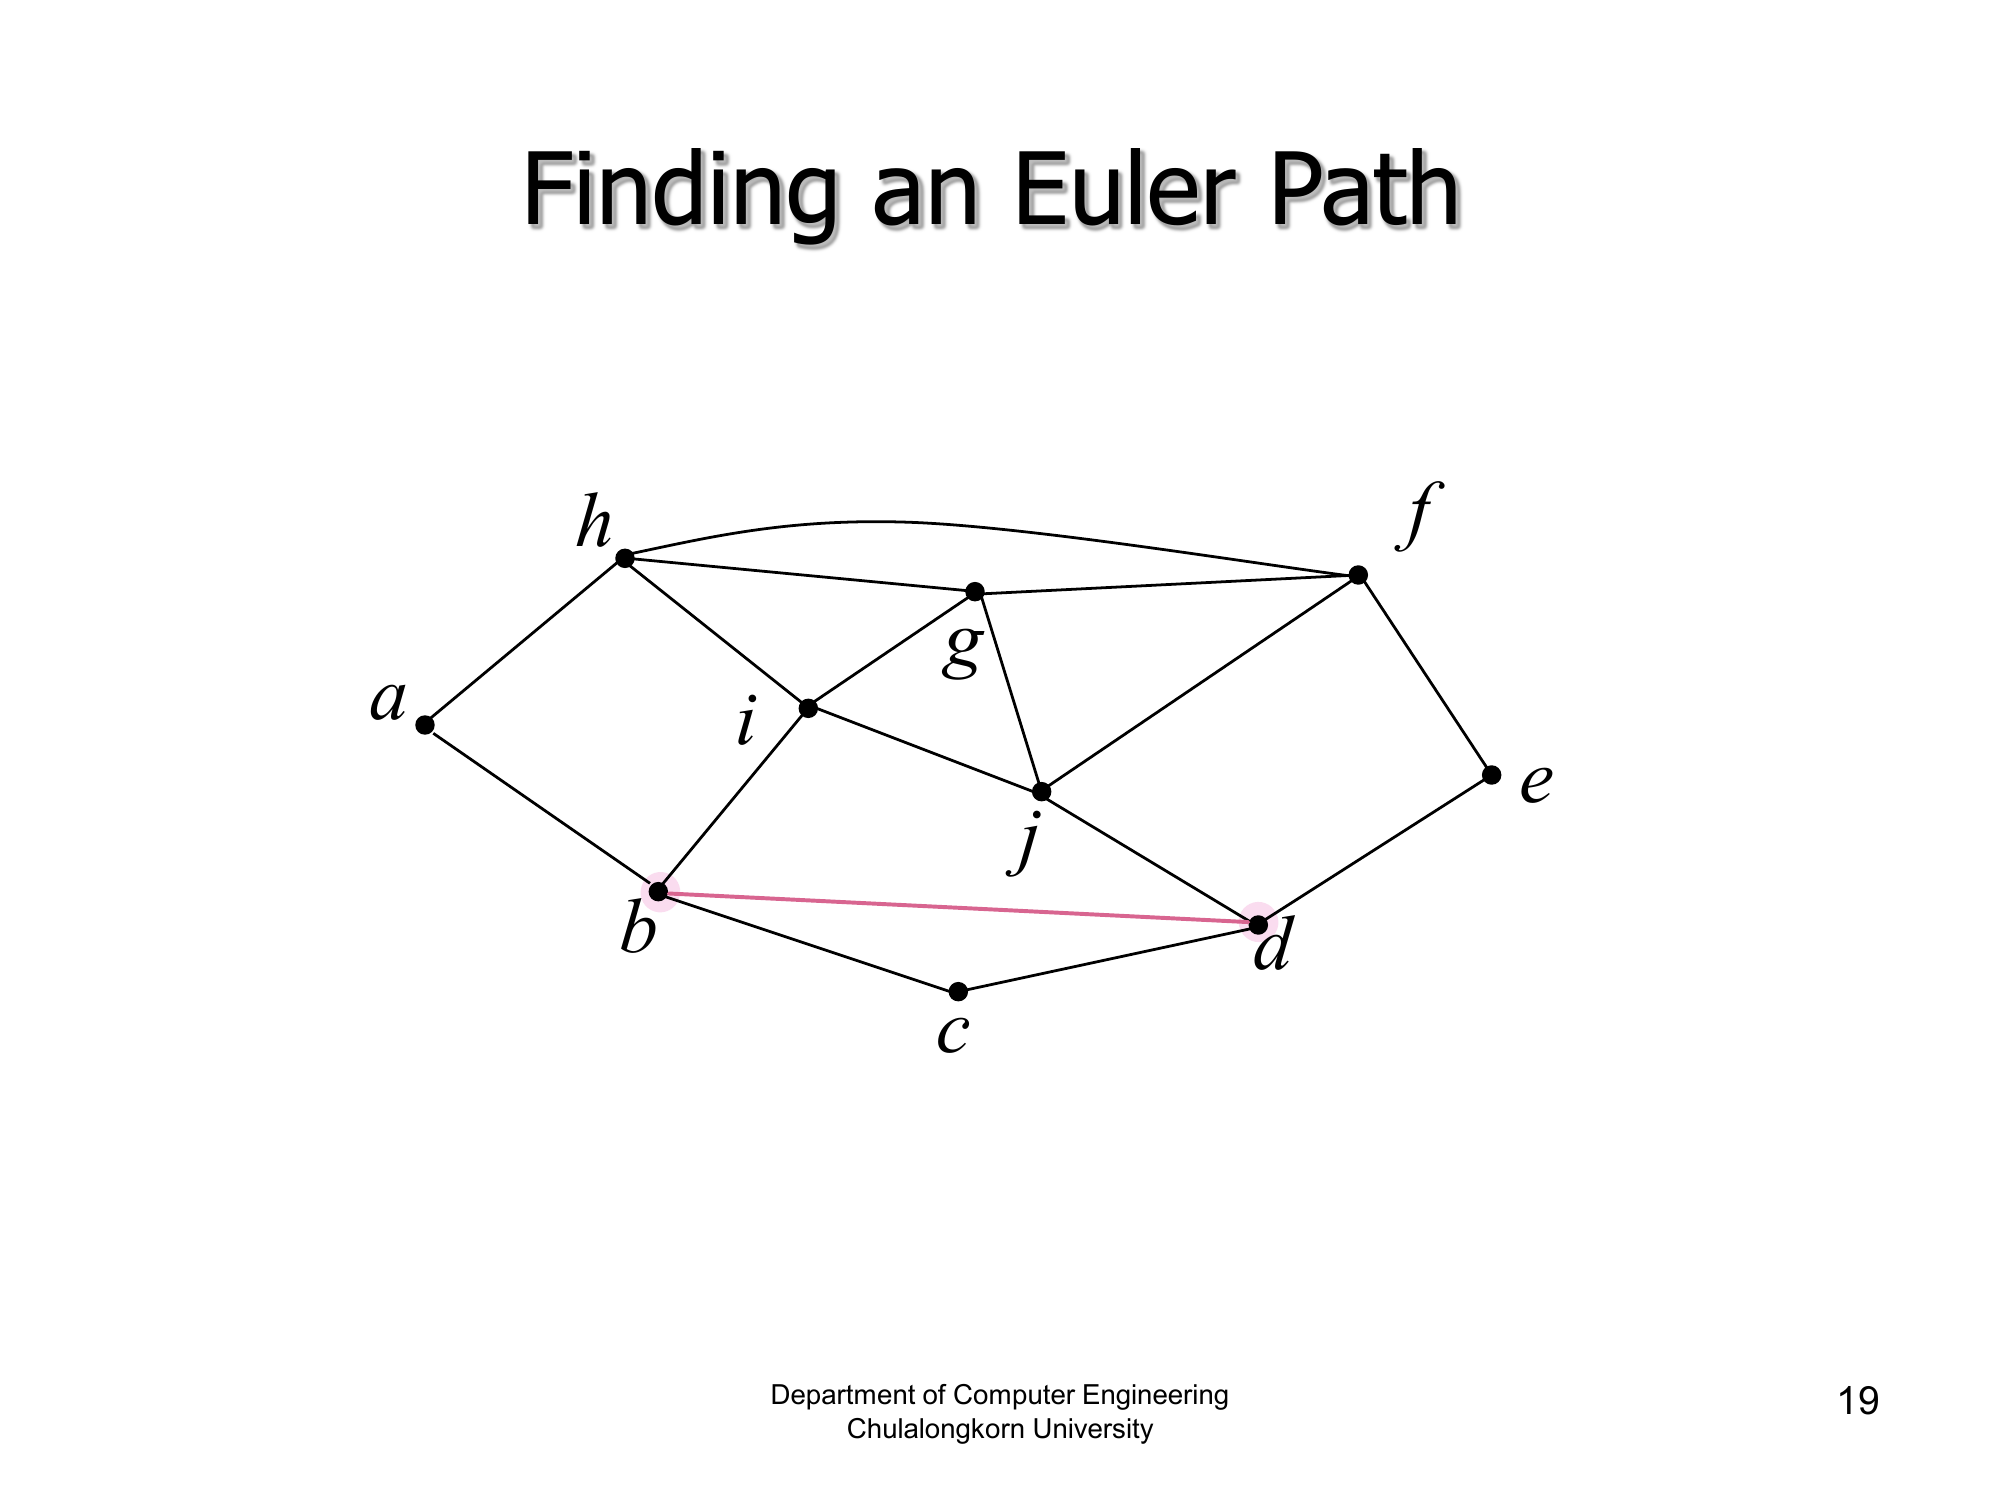 Finding an Euler Path
h
f
g
a
i
e
j
b
d
c
Department of Computer Engineering
Chulalongkorn University
19